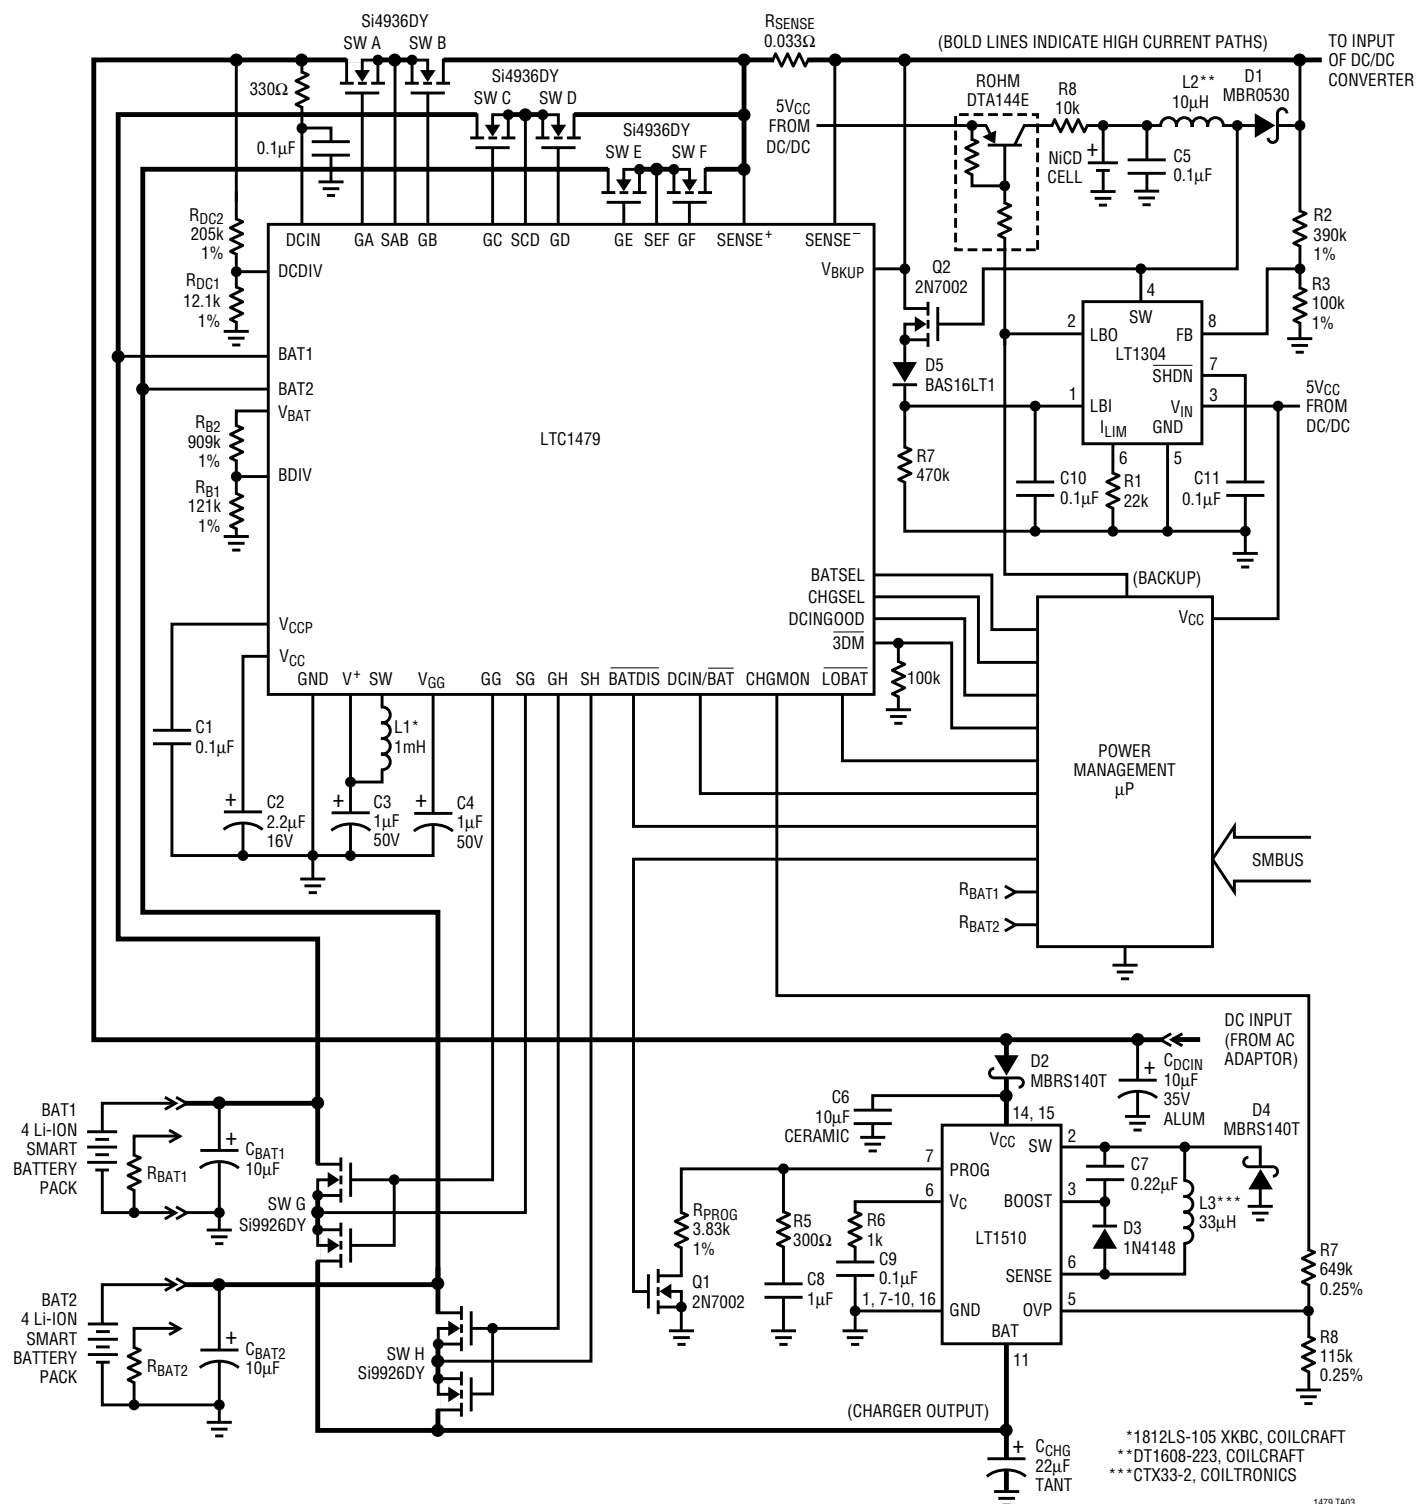 Si4936DY
SW A
SW B
RSENSE
0.033Ω
(BOLD LINES INDICATE HIGH CURRENT PATHS)
TO INPUT
OF DC/DC
CONVERTER
330Ω
0.1µF
Si4936DY
SW C
SW D
Si4936DY
SW E
SW F
5VCC
FROM
DC/DC
ROHM
DTA144E
R8
10k
L2**
10µH
D1
MBR0530
NiCD
CELL
+
C5
0.1µF
RDC2
205k
1%
RDC1
12.1k
1%
DCIN
GA
SAB
GB
GC
SCD
GD
GE
SEF
GF
SENSE+
SENSE–
DCDIV
VBKUP
BAT1
BAT2
VBAT
BDIV
RB2
909k
1%
RB1
121k
1%
LTC1479
Q2
2N7002
D5
BAS16LT1
R7
470k
R2
390k
1%
R3
100k
1%
4
SW
2
LBO
FB
8
LT1304
SHDN
7
1
LBI
VIN
3
ILIM
GND
6
5
5VCC
FROM
DC/DC
C10
0.1µF
R1
22k
C11
0.1µF
(BACKUP)
BATSEL
CHGSEL
DCINGOOD
3DM
VCCP
VCC
GND
V+
SW
VGG
GG
SG
GH
SH
BATDIS
DCIN/BAT
CHGMON
LOBAT
100k
VCC
POWER
MANAGEMENT
µP
SMBUS
RBAT1
RBAT2
C1
0.1µF
L1*
1mH
+
C2
2.2µF
16V
+
C3
1µF
50V
+
C4
1µF
50V
DC INPUT
(FROM AC
ADAPTOR)
D2
MBRS140T
+
CDCIN
10µF
35V
ALUM
C6
10µF
CERAMIC
14, 15
D4
MBRS140T
BAT1
4 Li-ION
SMART
BATTERY
PACK
RBAT1
+
CBAT1
10µF
SW G
Si9926DY
BAT2
4 Li-ION
SMART
BATTERY
PACK
RBAT2
+
CBAT2
10µF
SW H
Si9926DY
RPROG
3.83k
1%
Q1
2N7002
R5
300Ω
C8
1µF
R6
1k
C9
0.1µF
VCC
SW
2
7
PROG
6
VC
BOOST
3
LT1510
SENSE
6
1, 7-10, 16
GND
OVP
5
BAT
11
C7
0.22µF
D3
1N4148
L3***
33µH
R7
649k
0.25%
R8
115k
0.25%
(CHARGER OUTPUT)
+
CCHG
22µF
TANT
*1812LS-105 XKBC, COILCRAFT
**DT1608-223, COILCRAFT
***CTX33-2, COILTRONICS
1479 TA03